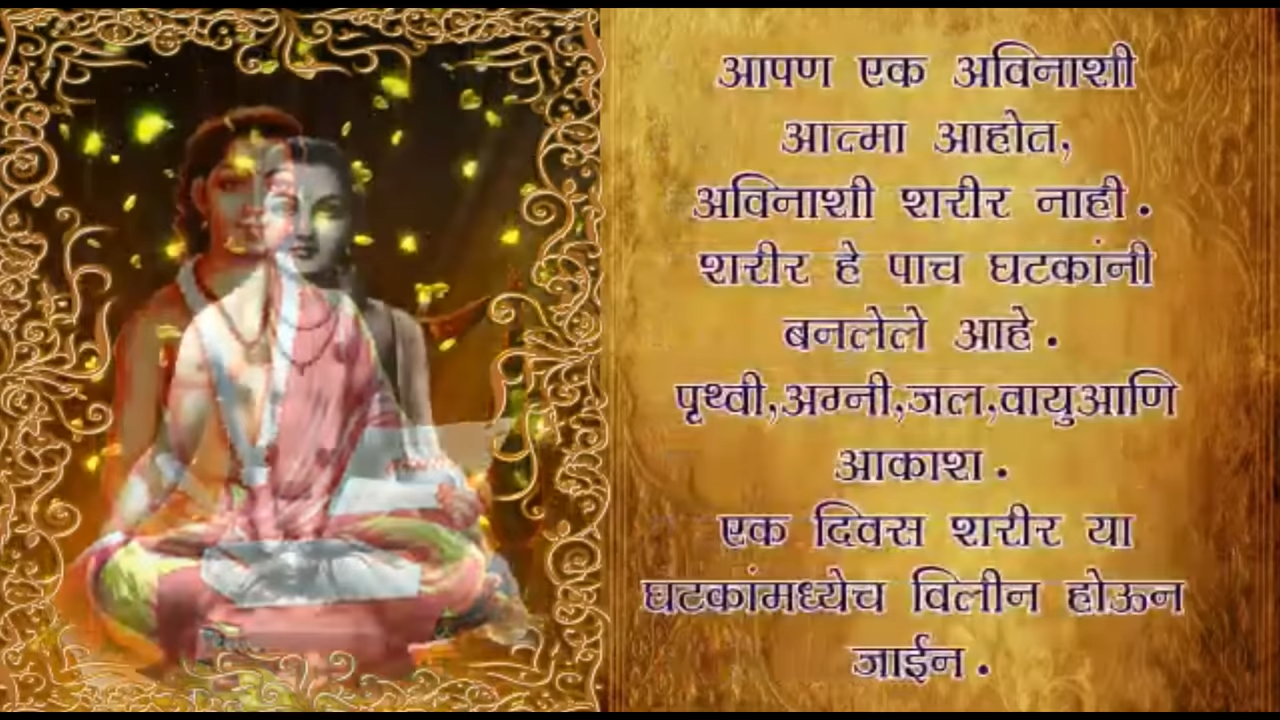 आपण एक अविनाशी
आत्मा आहोत,
अविनाशी शरीर नाही.
शरीर हे पाच घटकांनी
बनलेले आहे.
पृथ्वी,अग्नी,जल,वायुआणि
आकाश.
एक दिवस शरीर या
घटकांमध्येच विलीन होऊन
जाईन.